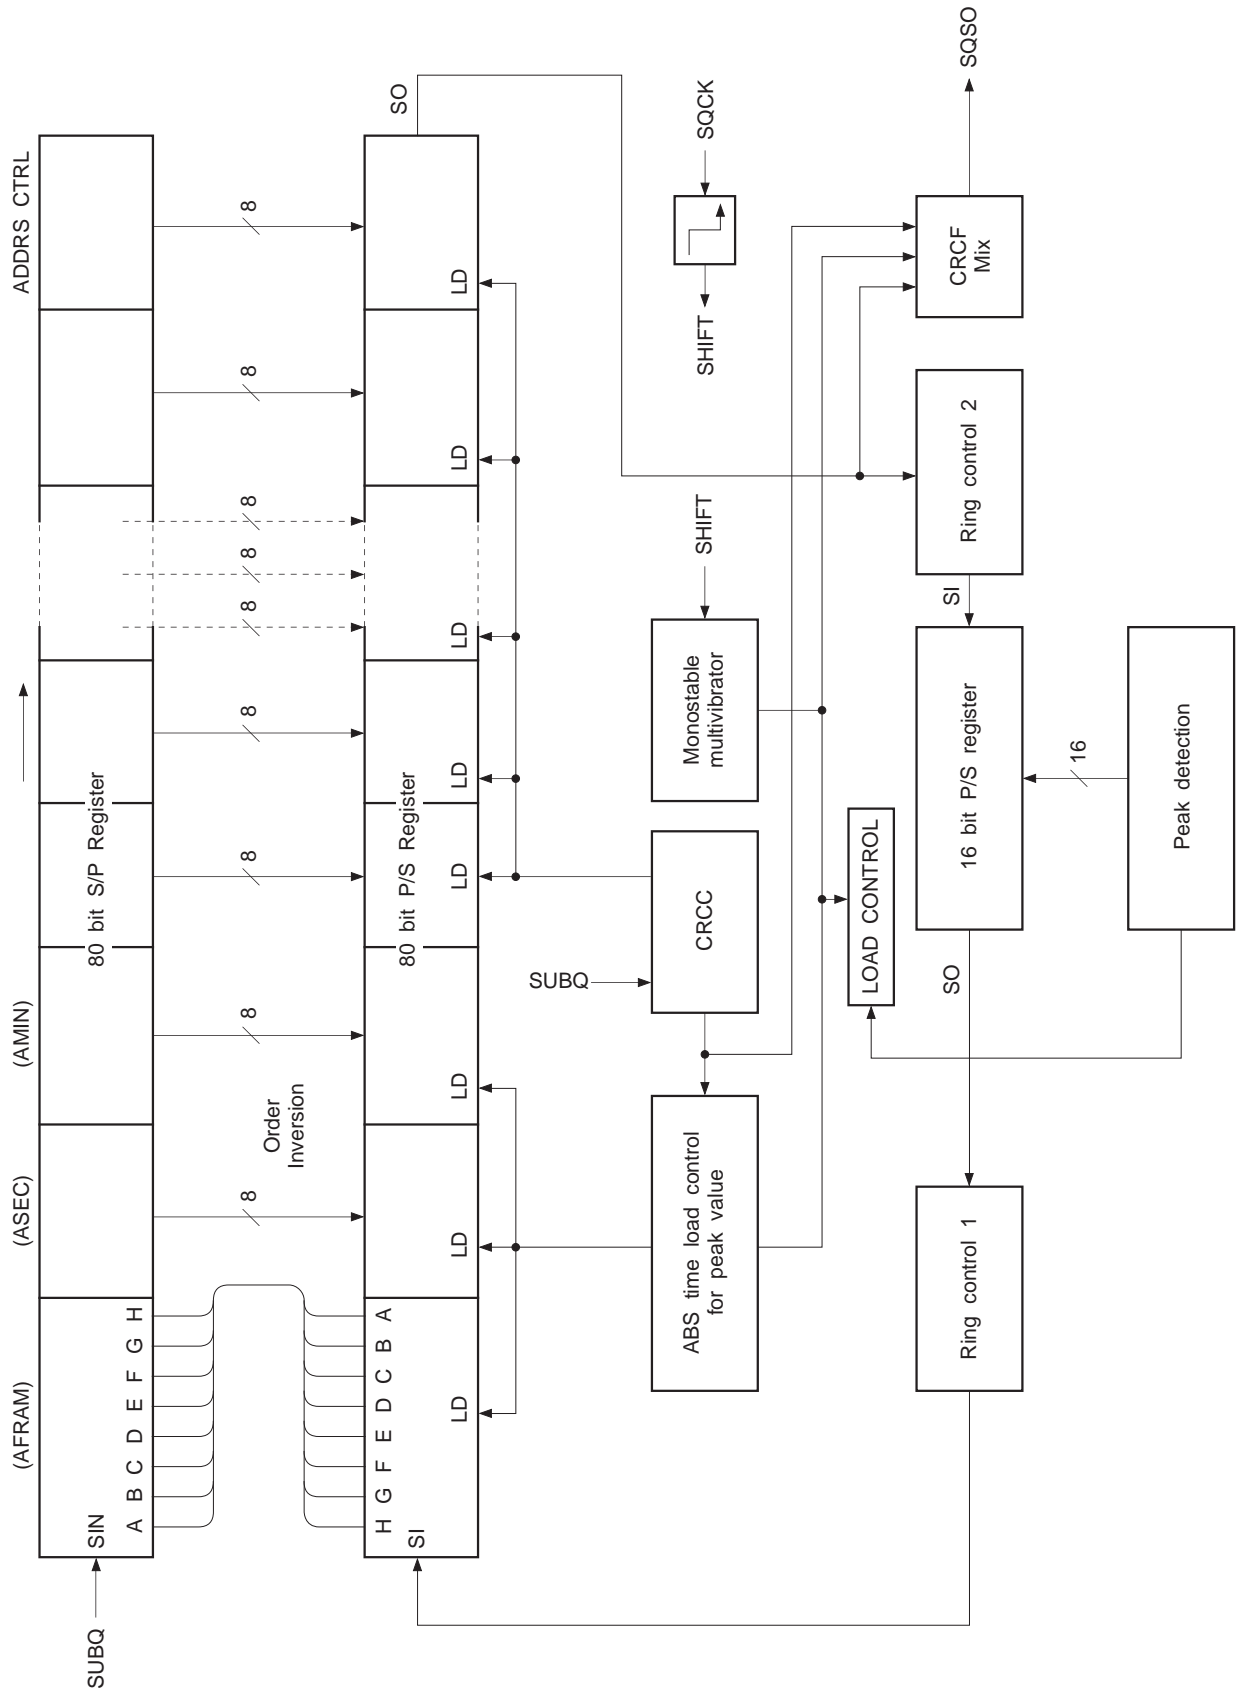 ADDRS CTRL
(AMIN)
(ASEC)
(AFRAM)
80 bit S/P Register
SUBQ
SIN
A B C D E F G H
8
8
8
8
8
8
8
8
8
Order
Inversion
80 bit P/S Register
H G F E D C B A
SI
SO
LD
LD
LD
LD
LD
LD
LD
LD
SUBQ
CRCC
ABS time load control
for peak value
Monostable
multivibrator
SHIFT
SHIFT
SQCK
LOAD CONTROL
Ring control 1
SO
16 bit P/S register
SI
Ring control 2
CRCF
Mix
SQSO
16
Peak detection